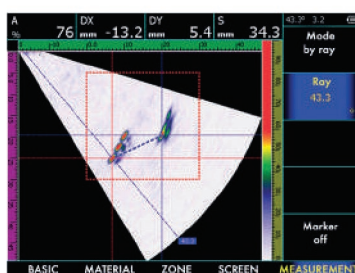 A % 76 DX mm -13.2 DY mm 5.4 S mm 34.3 43.3° 3.2
Mode by ray
Ray
43.3
43.3
Marker off
BASIC MATERIAL ZONE SCREEN MEASUREMENT